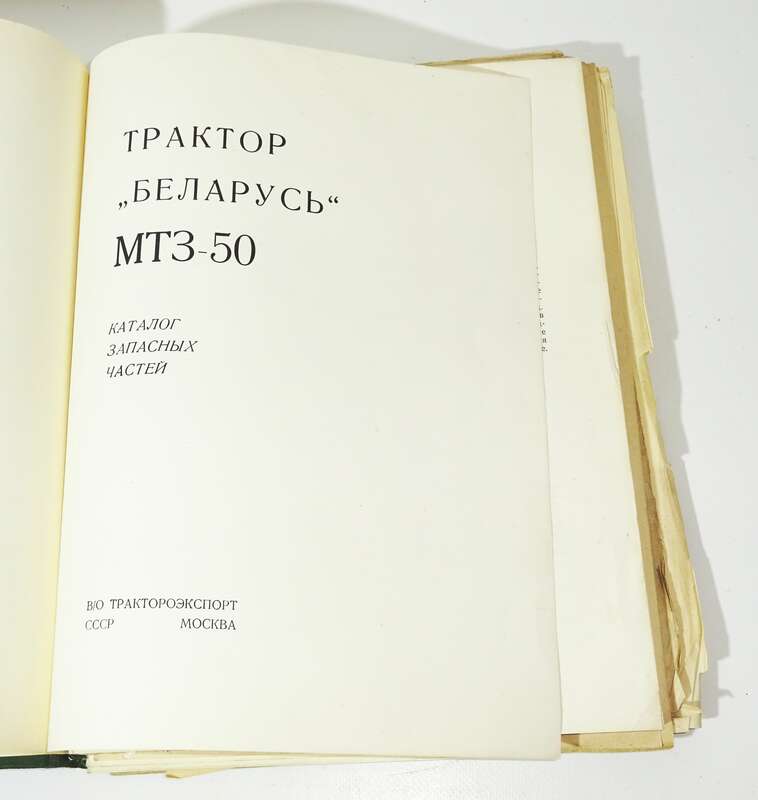 ТРАКТОР
„БЕЛАРУСЬ“
МТЗ-50
КАТАЛОГ
ЗАПАСНЫХ
ЧАСТЕЙ
В/О ТРАКТОРОЭКСПОРТ
СССР МОСКВА